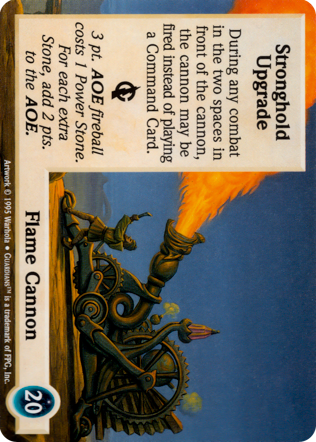 Stronghold
Upgrade
During any combat
in the two spaces in
front of the cannon,
the cannon may be
fired instead of playing
a Command Card.
3 pt. AOE fireball
costs 1 Power Stone.
For each extra
Stone, add 2 pts.
to the AOE.
Flame Cannon
20
Artwork © 1995 Warhola • GUARDIANS™ is a trademark of FPG, Inc.